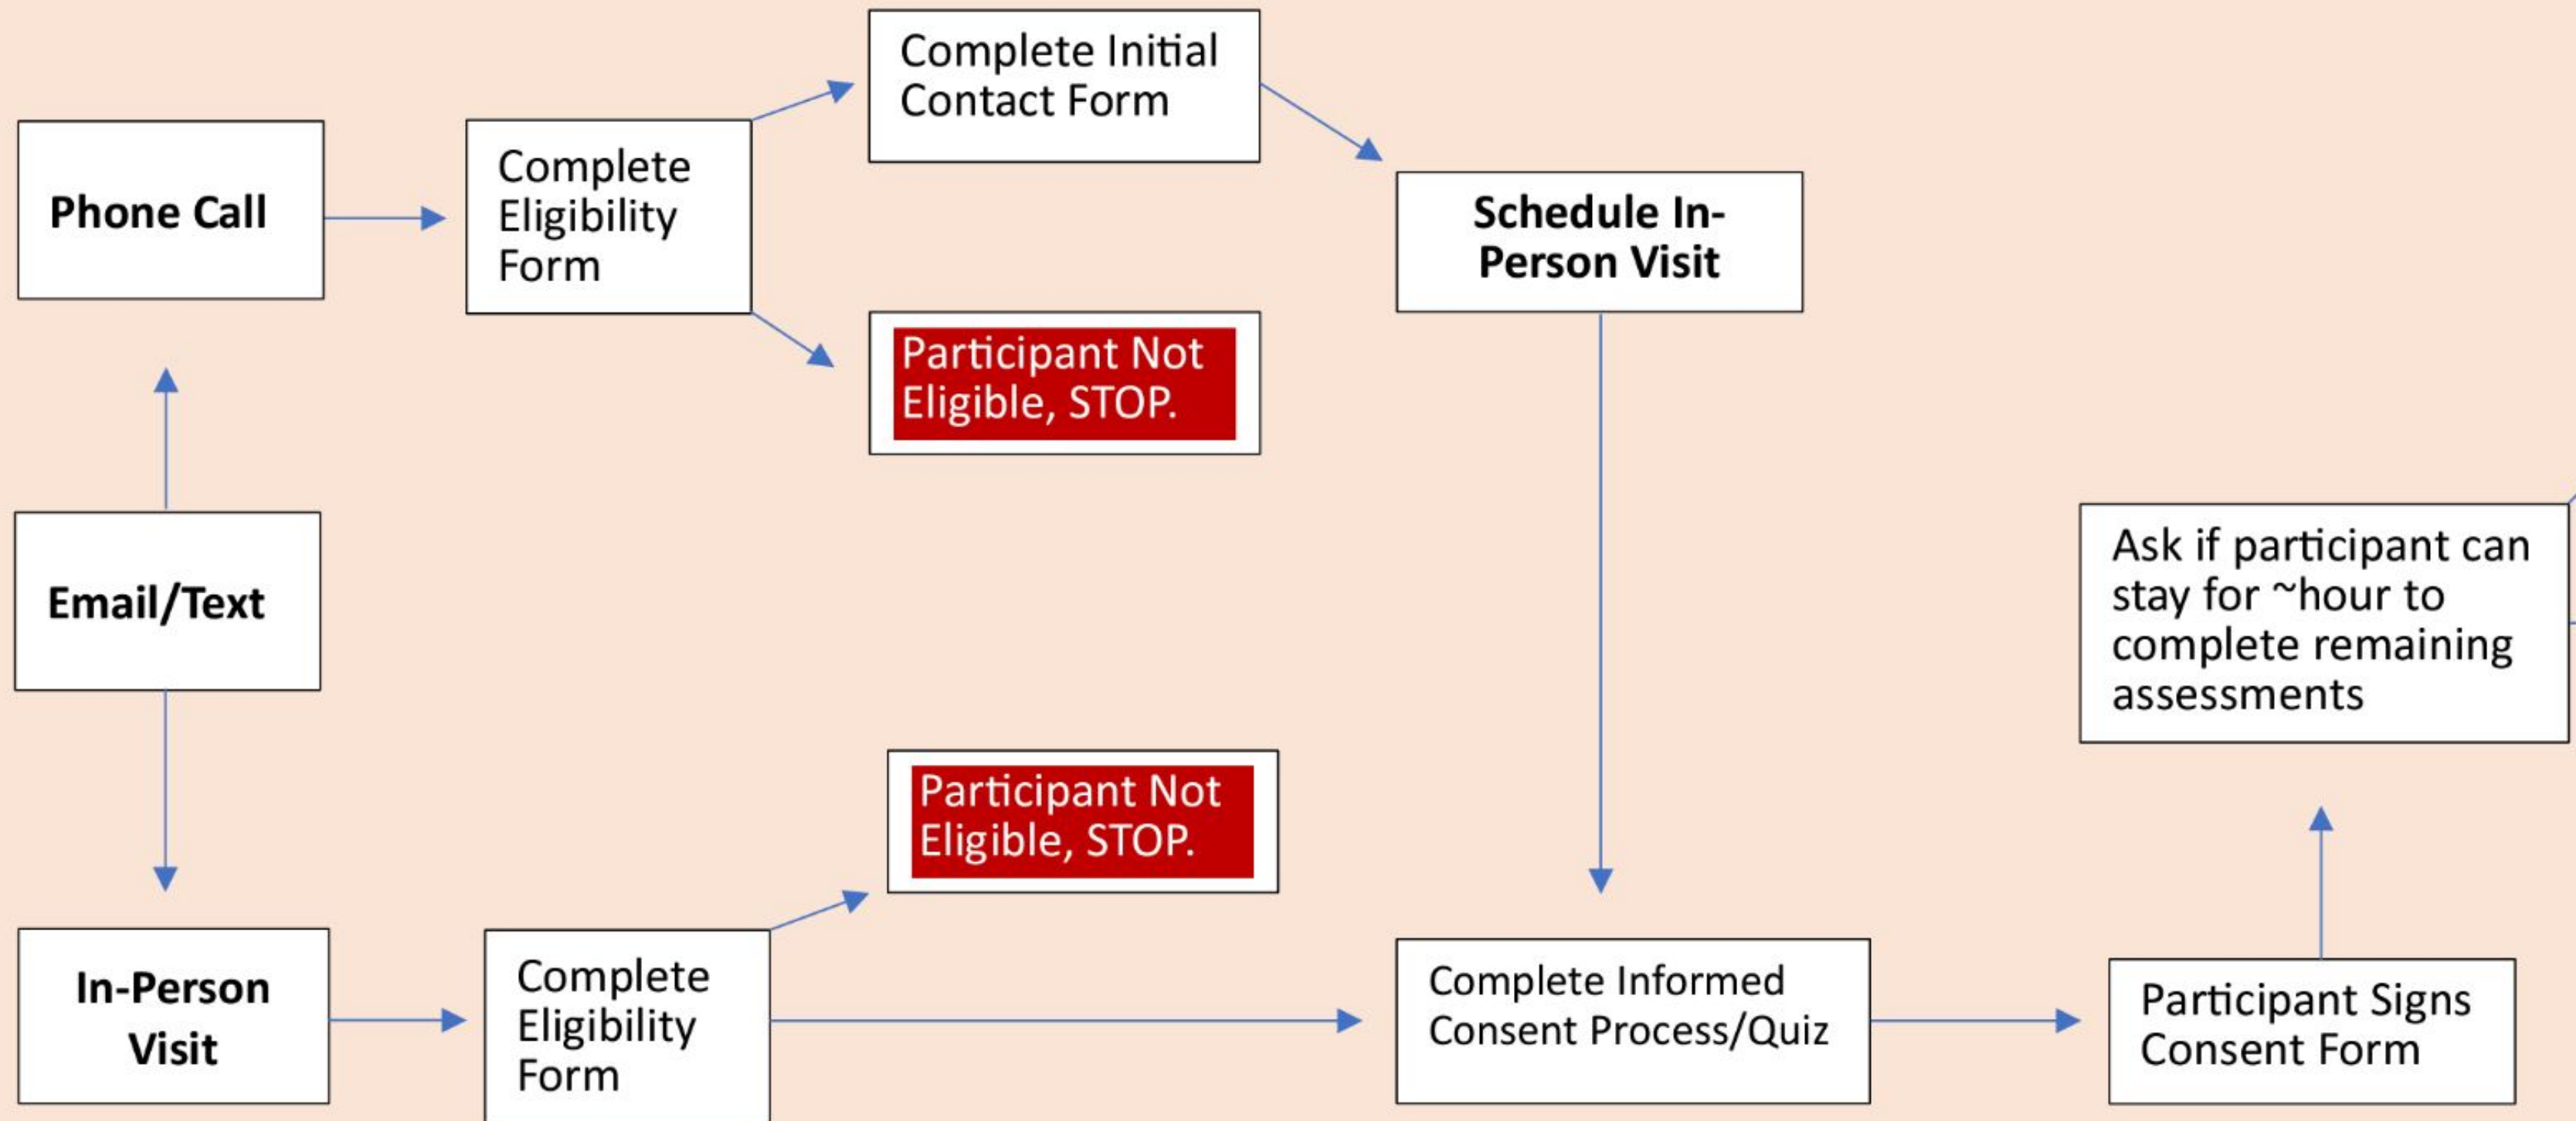 Complete Initial
Contact Form
Phone Call
Complete
Eligibility
Form
Schedule In-
Person Visit
Participant Not
Eligible, STOP.
Email/Text
Ask if participant can
stay for ~hour to
complete remaining
assessments
Participant Not
Eligible, STOP.
In-Person
Visit
Complete
Eligibility
Form
Complete Informed
Consent Process/Quiz
Participant Signs
Consent Form